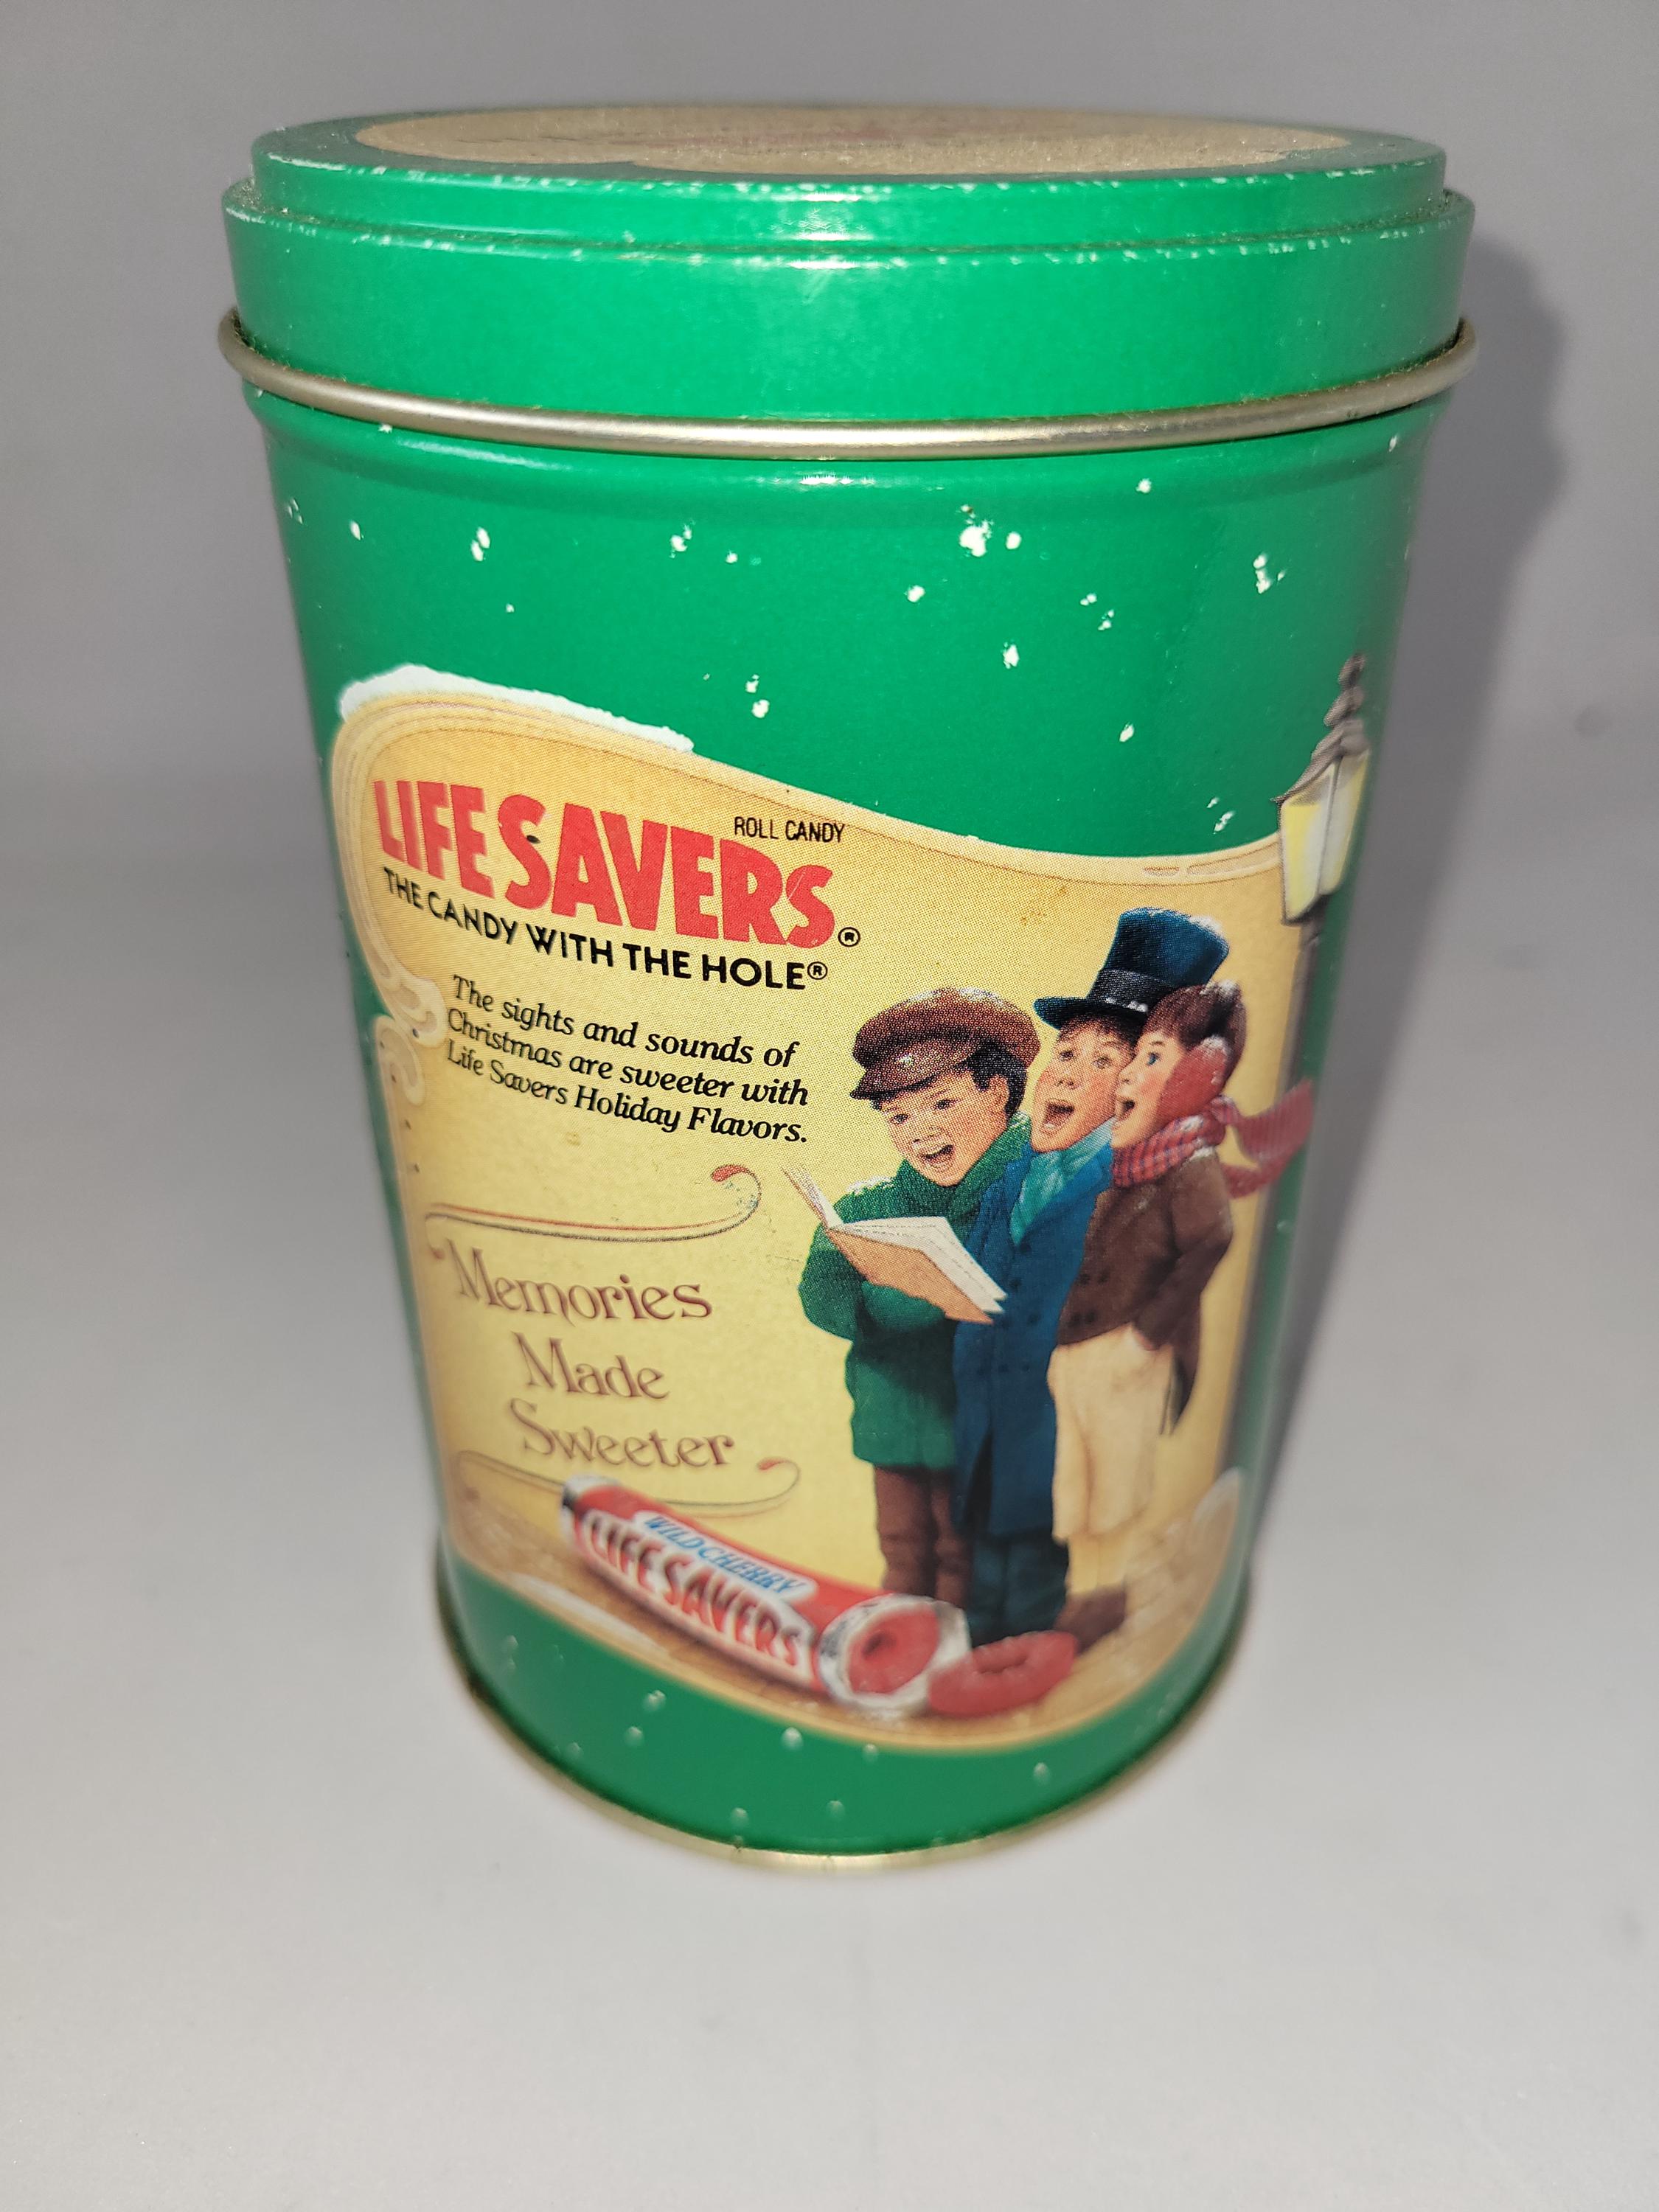 ROLL CANDY
LIFE SAVERS®
THE CANDY WITH THE HOLE®
The sights and sounds of
Christmas are sweeter with
Life Savers Holiday Flavors.
Memories
Made
Sweeter
WILD CHERRY
LIFE SAVERS